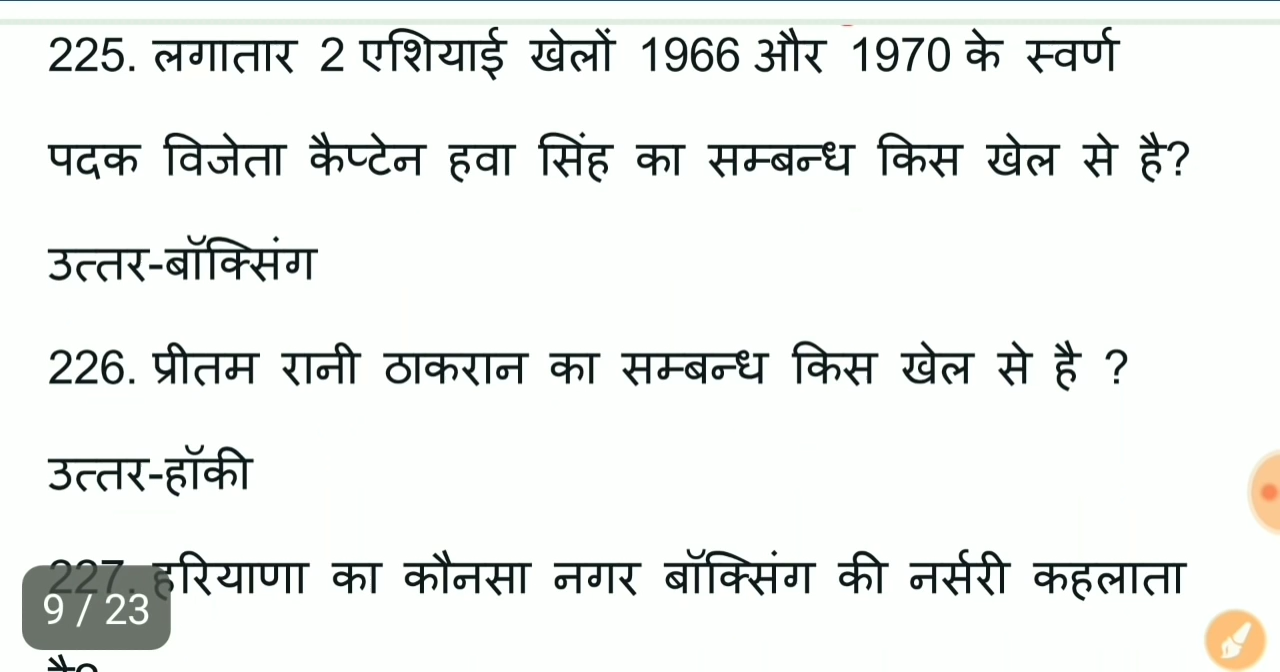 225. लगातार 2 एशियाई खेलों 1966 और 1970 के स्वर्ण
पदक विजेता कैप्टेन हवा सिंह का सम्बन्ध किस खेल से है?
उत्तर-बॉक्सिंग
226. प्रीतम रानी ठाकरान का सम्बन्ध किस खेल से है ?
उत्तर-हॉकी
227. हरियाणा का कौनसा नगर बॉक्सिंग की नर्सरी कहलाता
9 / 23